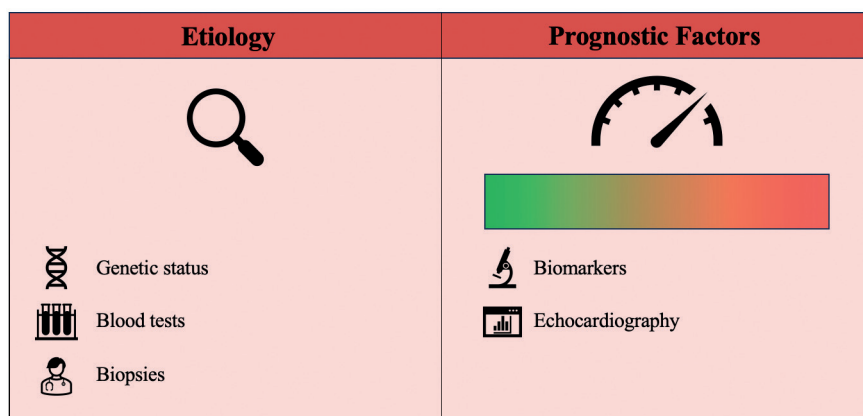 Etiology
Prognostic Factors
Genetic status
Blood tests
Biopsies
Biomarkers
Echocardiography